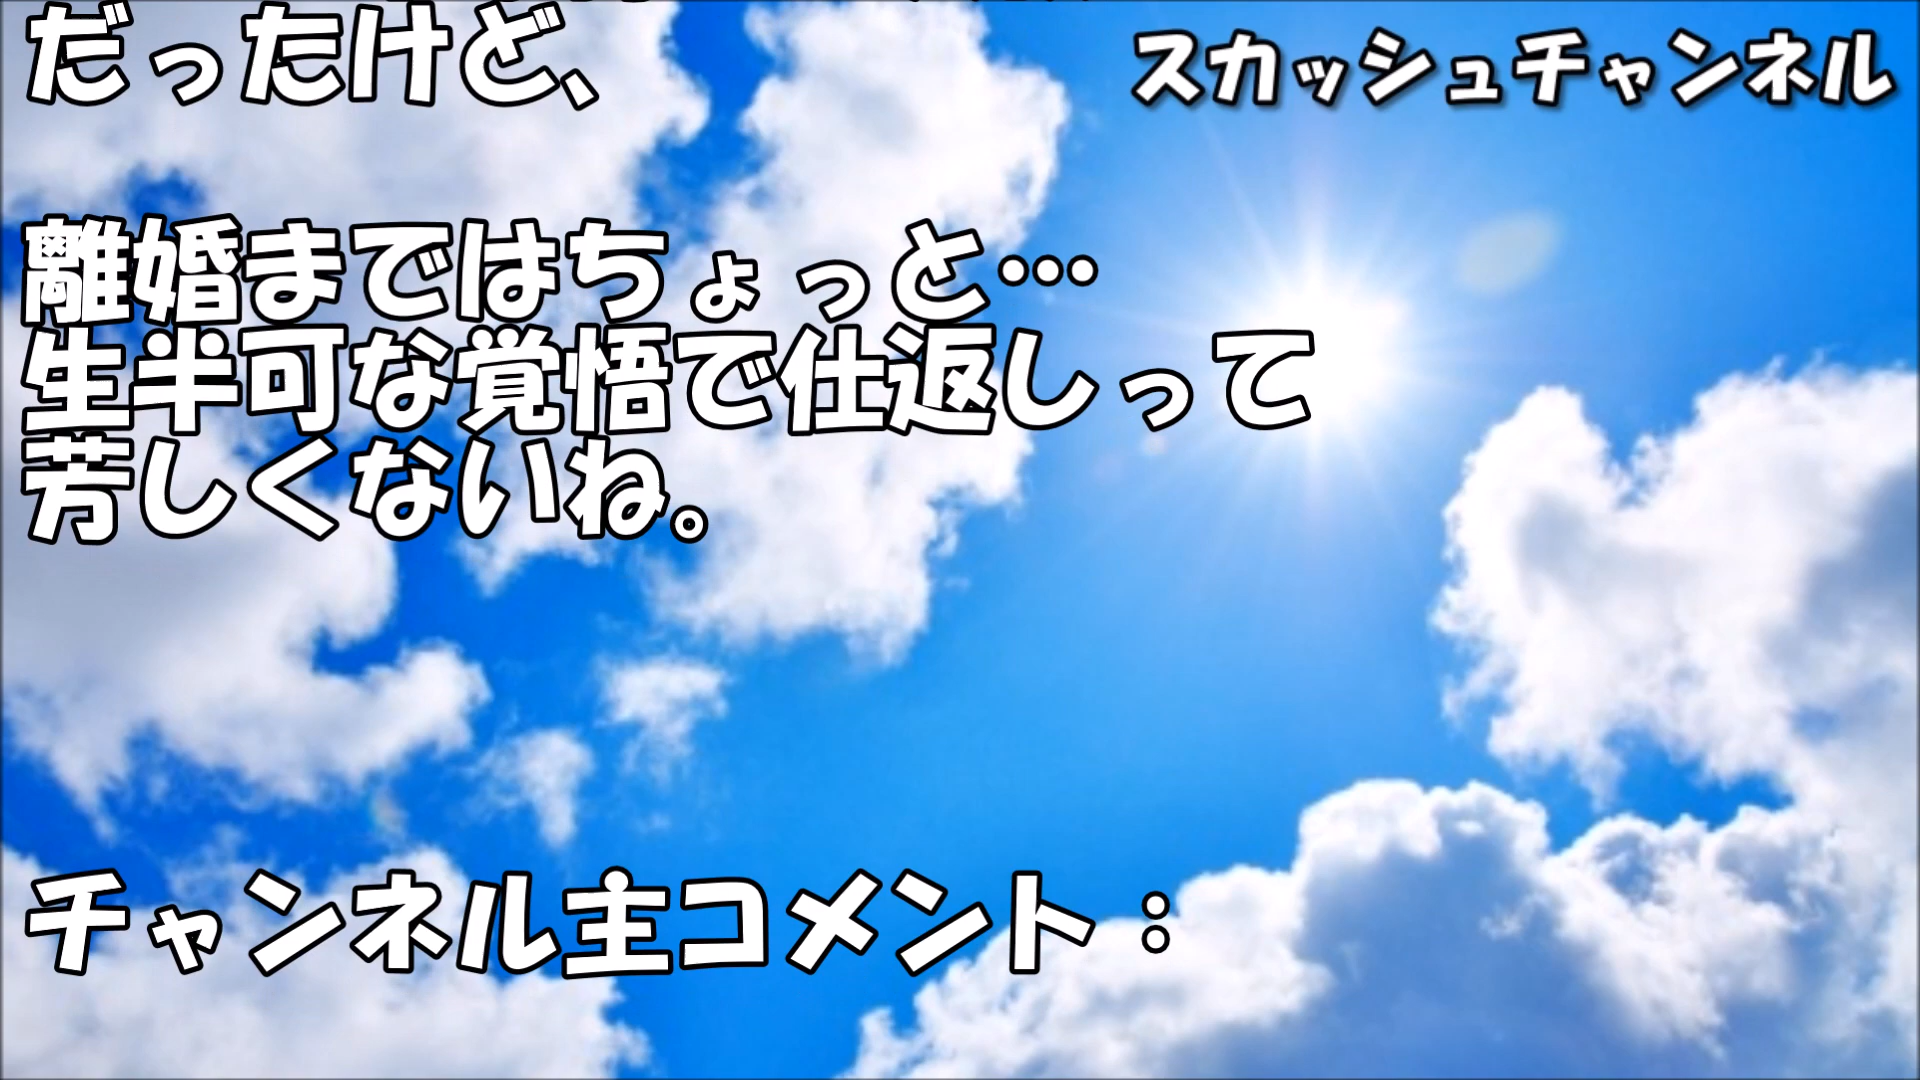 だったけど、
スカッシュチャンネル
離婚まではちょっと…
生半可な覚悟で仕返しって
芳しくないね。
チャンネル主コメント：